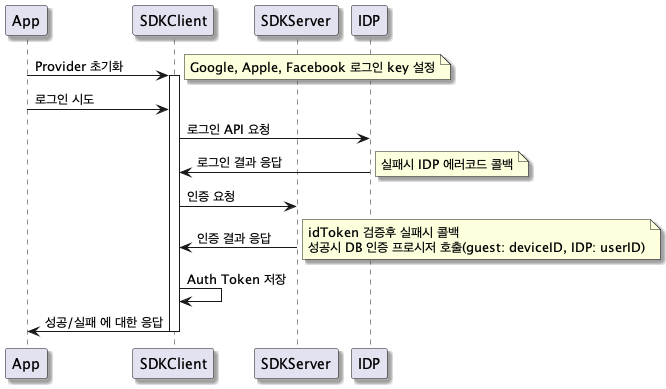 App
SDKClient
SDKServer
IDP
Provider 초기화
Google, Apple, Facebook 로그인 key 설정
로그인 시도
로그인 API 요청
로그인 결과 응답
실패시 IDP 에러코드 콜백
인증 요청
인증 결과 응답
idToken 검증후 실패시 콜백
성공시 DB 인증 프로시저 호출(guest: deviceID, IDP: userID)
Auth Token 저장
성공/실패 에 대한 응답
App
SDKClient
SDKServer
IDP